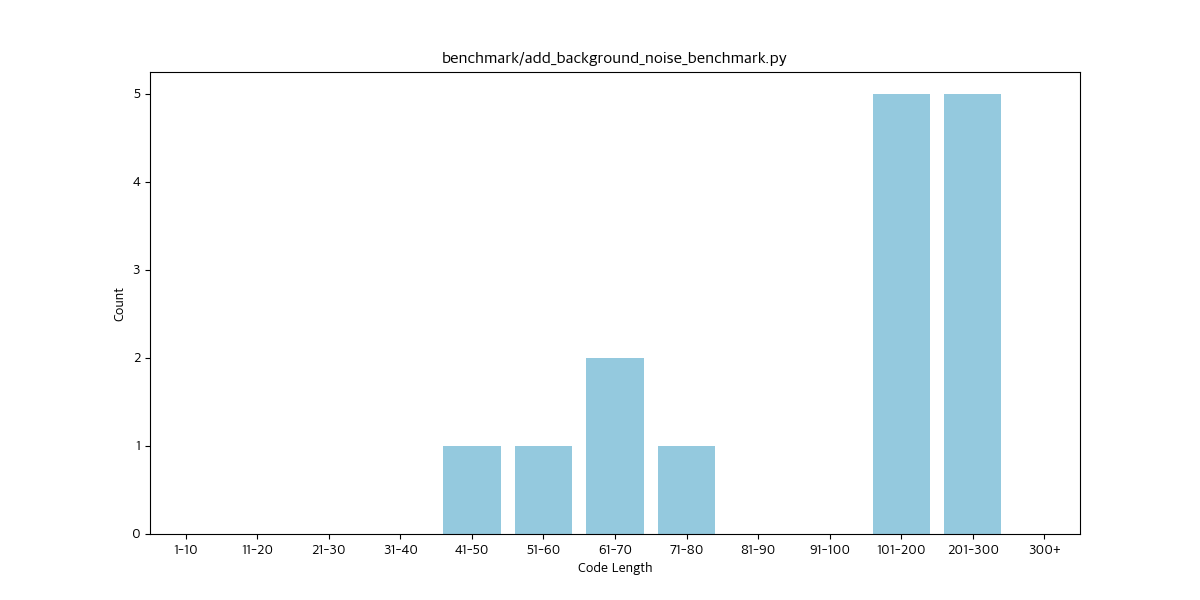 benchmark/add_background_noise_benchmark.py
5
4
3
2
1
0
Count
1-10 11-20 21-30 31-40 41-50 51-60 61-70 71-80 81-90 91-100 101-200 201-300 300+
Code Length